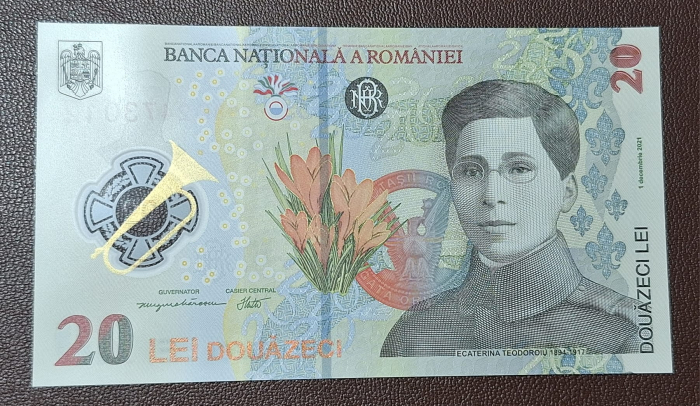 BANCA NAȚIONALĂ A ROMÂNIEI
20
1 decembrie 2021
GUVERNATOR
CASIER CENTRAL
20 LEI DOUĂZECI
ECATERINA TEODOROIU 1894-1917
DOUĂZECI LEI